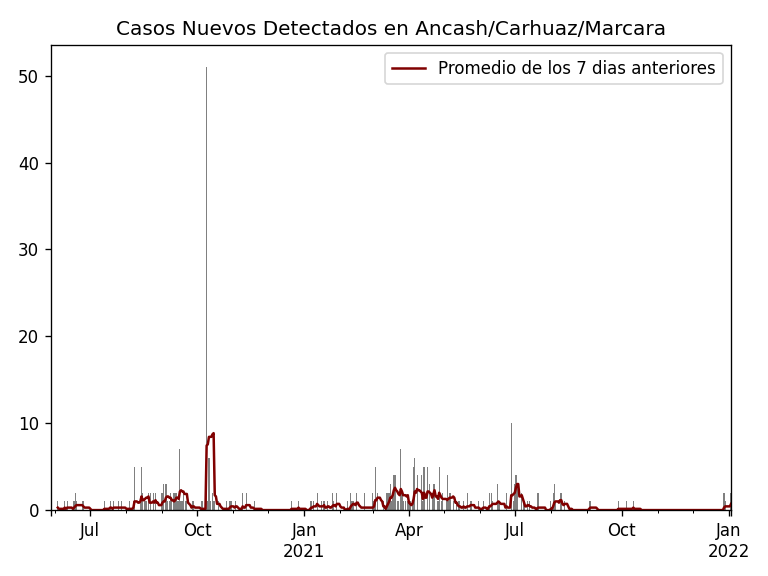 Casos Nuevos Detectados en Ancash/Carhuaz/Marcara
Promedio de los 7 dias anteriores
50
40
30
20
10
0
Jul
Oct
Jan
2021
Apr
Jul
Oct
Jan
2022